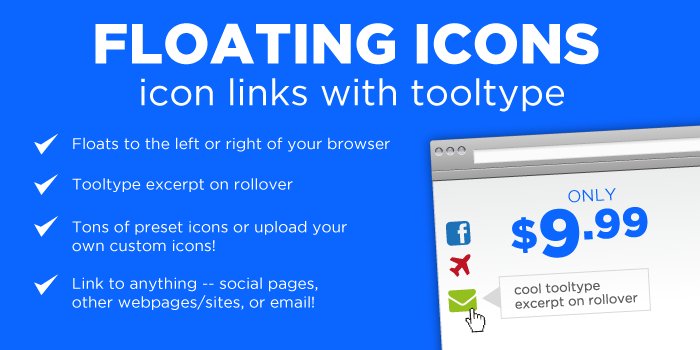 FLOATING ICONS
icon links with tooltype
Floats to the left or right of your browser
Tooltype excerpt on rollover
Tons of preset icons or upload your
own custom icons!
Link to anything -- social pages,
other webpages/sites, or email!
ONLY
$9.99
f
cool tooltype
excerpt on rollover